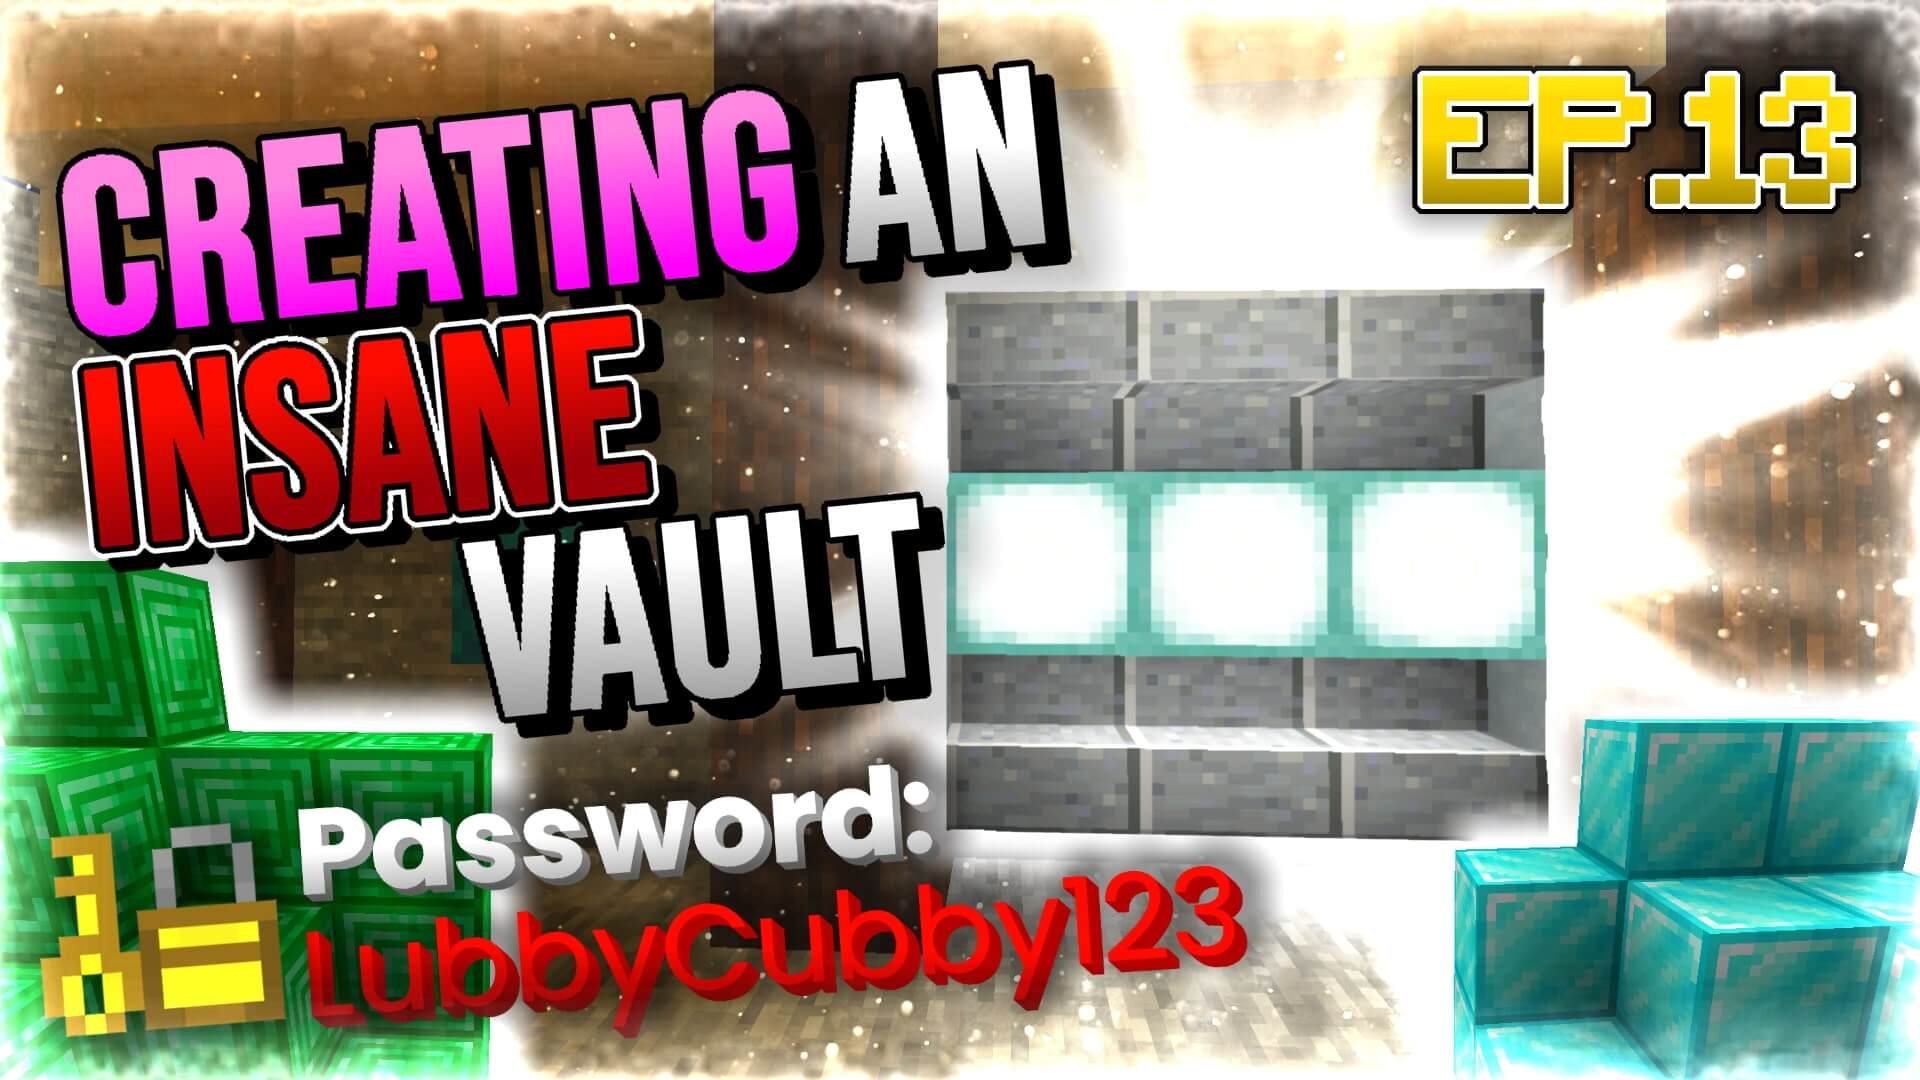 CREATING AN
EP.13
INSANE
VAULT
Password:
LubbyCubby123